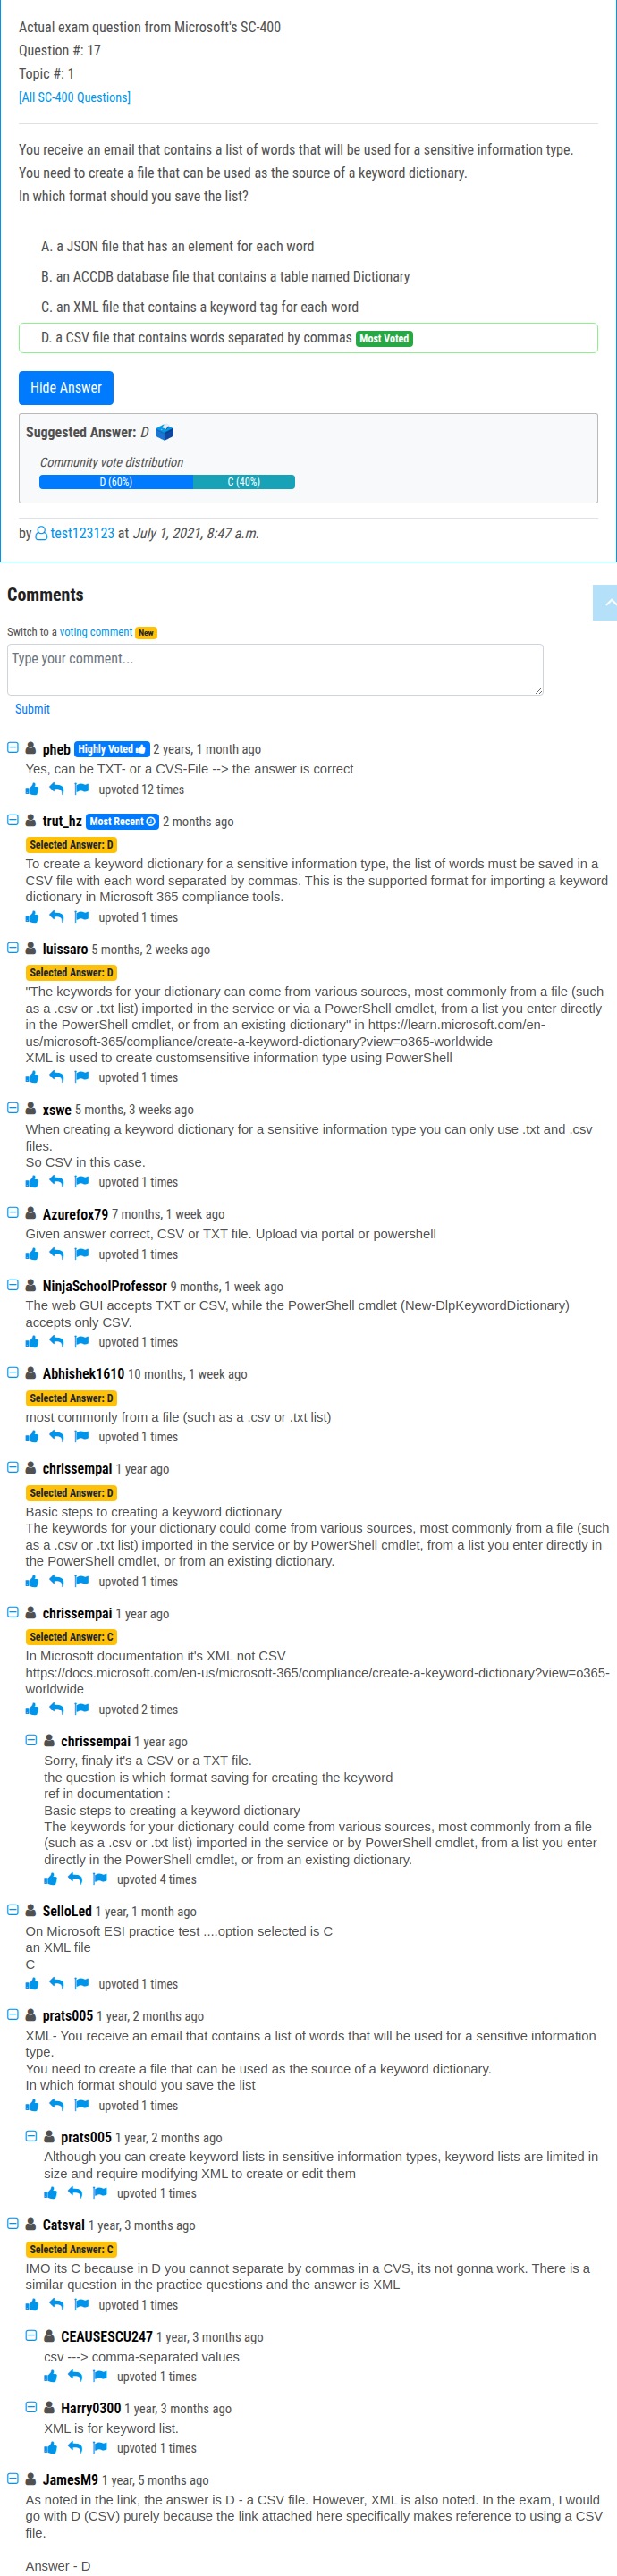 Actual exam question from Microsoft's SC-400
Question #: 17
Topic #: 1
[All SC-400 Questions]
You receive an email that contains a list of words that will be used for a sensitive information type.
You need to create a file that can be used as the source of a keyword dictionary.
In which format should you save the list?
A. a JSON file that has an element for each word
B. an ACCDB database file that contains a table named Dictionary
C. an XML file that contains a keyword tag for each word
D. a CSV file that contains words separated by commas Most Voted
Hide Answer
Suggested Answer: D
Community vote distribution
D (60%) C (40%)
by test123123 at July 1, 2021, 8:47 a.m.
Comments
Switch to a voting comment New
Type your comment...
Submit
pheb Highly Voted 2 years, 1 month ago
Yes, can be TXT- or a CVS-File --> the answer is correct
upvoted 12 times
trut_hz Most Recent 2 months ago
Selected Answer: D
To create a keyword dictionary for a sensitive information type, the list of words must be saved in a
CSV file with each word separated by commas. This is the supported format for importing a keyword
dictionary in Microsoft 365 compliance tools.
upvoted 1 times
luissaro 5 months, 2 weeks ago
Selected Answer: D
"The keywords for your dictionary can come from various sources, most commonly from a file (such
as a .csv or .txt list) imported in the service or via a PowerShell cmdlet, from a list you enter directly
in the PowerShell cmdlet, or from an existing dictionary" in https://learn.microsoft.com/en-
us/microsoft-365/compliance/create-a-keyword-dictionary?view=o365-worldwide
XML is used to create customsensitive information type using PowerShell
upvoted 1 times
xswe 5 months, 3 weeks ago
When creating a keyword dictionary for a sensitive information type you can only use .txt and .csv
files.
So CSV in this case.
upvoted 1 times
Azurefox79 7 months, 1 week ago
Given answer correct, CSV or TXT file. Upload via portal or powershell
upvoted 1 times
NinjaSchoolProfessor 9 months, 1 week ago
The web GUI accepts TXT or CSV, while the PowerShell cmdlet (New-DlpKeywordDictionary)
accepts only CSV.
upvoted 1 times
Abhishek1610 10 months, 1 week ago
Selected Answer: D
most commonly from a file (such as a .csv or .txt list)
upvoted 1 times
chrissempai 1 year ago
Selected Answer: D
Basic steps to creating a keyword dictionary
The keywords for your dictionary could come from various sources, most commonly from a file (such
as a .csv or .txt list) imported in the service or by PowerShell cmdlet, from a list you enter directly in
the PowerShell cmdlet, or from an existing dictionary.
upvoted 1 times
chrissempai 1 year ago
Selected Answer: C
In Microsoft documentation it's XML not CSV
https://docs.microsoft.com/en-us/microsoft-365/compliance/create-a-keyword-dictionary?view=o365-
worldwide
upvoted 2 times
chrissempai 1 year ago
Sorry, finaly it's a CSV or a TXT file.
the question is which format saving for creating the keyword
ref in documentation :
Basic steps to creating a keyword dictionary
The keywords for your dictionary could come from various sources, most commonly from a file
(such as a .csv or .txt list) imported in the service or by PowerShell cmdlet, from a list you enter
directly in the PowerShell cmdlet, or from an existing dictionary.
upvoted 4 times
SelloLed 1 year, 1 month ago
On Microsoft ESI practice test ....option selected is C
an XML file
C
upvoted 1 times
prats005 1 year, 2 months ago
XML- You receive an email that contains a list of words that will be used for a sensitive information
type.
You need to create a file that can be used as the source of a keyword dictionary.
In which format should you save the list
upvoted 1 times
prats005 1 year, 2 months ago
Although you can create keyword lists in sensitive information types, keyword lists are limited in
size and require modifying XML to create or edit them
upvoted 1 times
Catsval 1 year, 3 months ago
Selected Answer: C
IMO its C because in D you cannot separate by commas in a CVS, its not gonna work. There is a
similar question in the practice questions and the answer is XML
upvoted 1 times
CEAUSESCU247 1 year, 3 months ago
csv ---> comma-separated values
upvoted 1 times
Harry0300 1 year, 3 months ago
XML is for keyword list.
upvoted 1 times
JamesM9 1 year, 5 months ago
As noted in the link, the answer is D - a CSV file. However, XML is also noted. In the exam, I would
go with D (CSV) purely because the link attached here specifically makes reference to using a CSV
file.
Answer - D